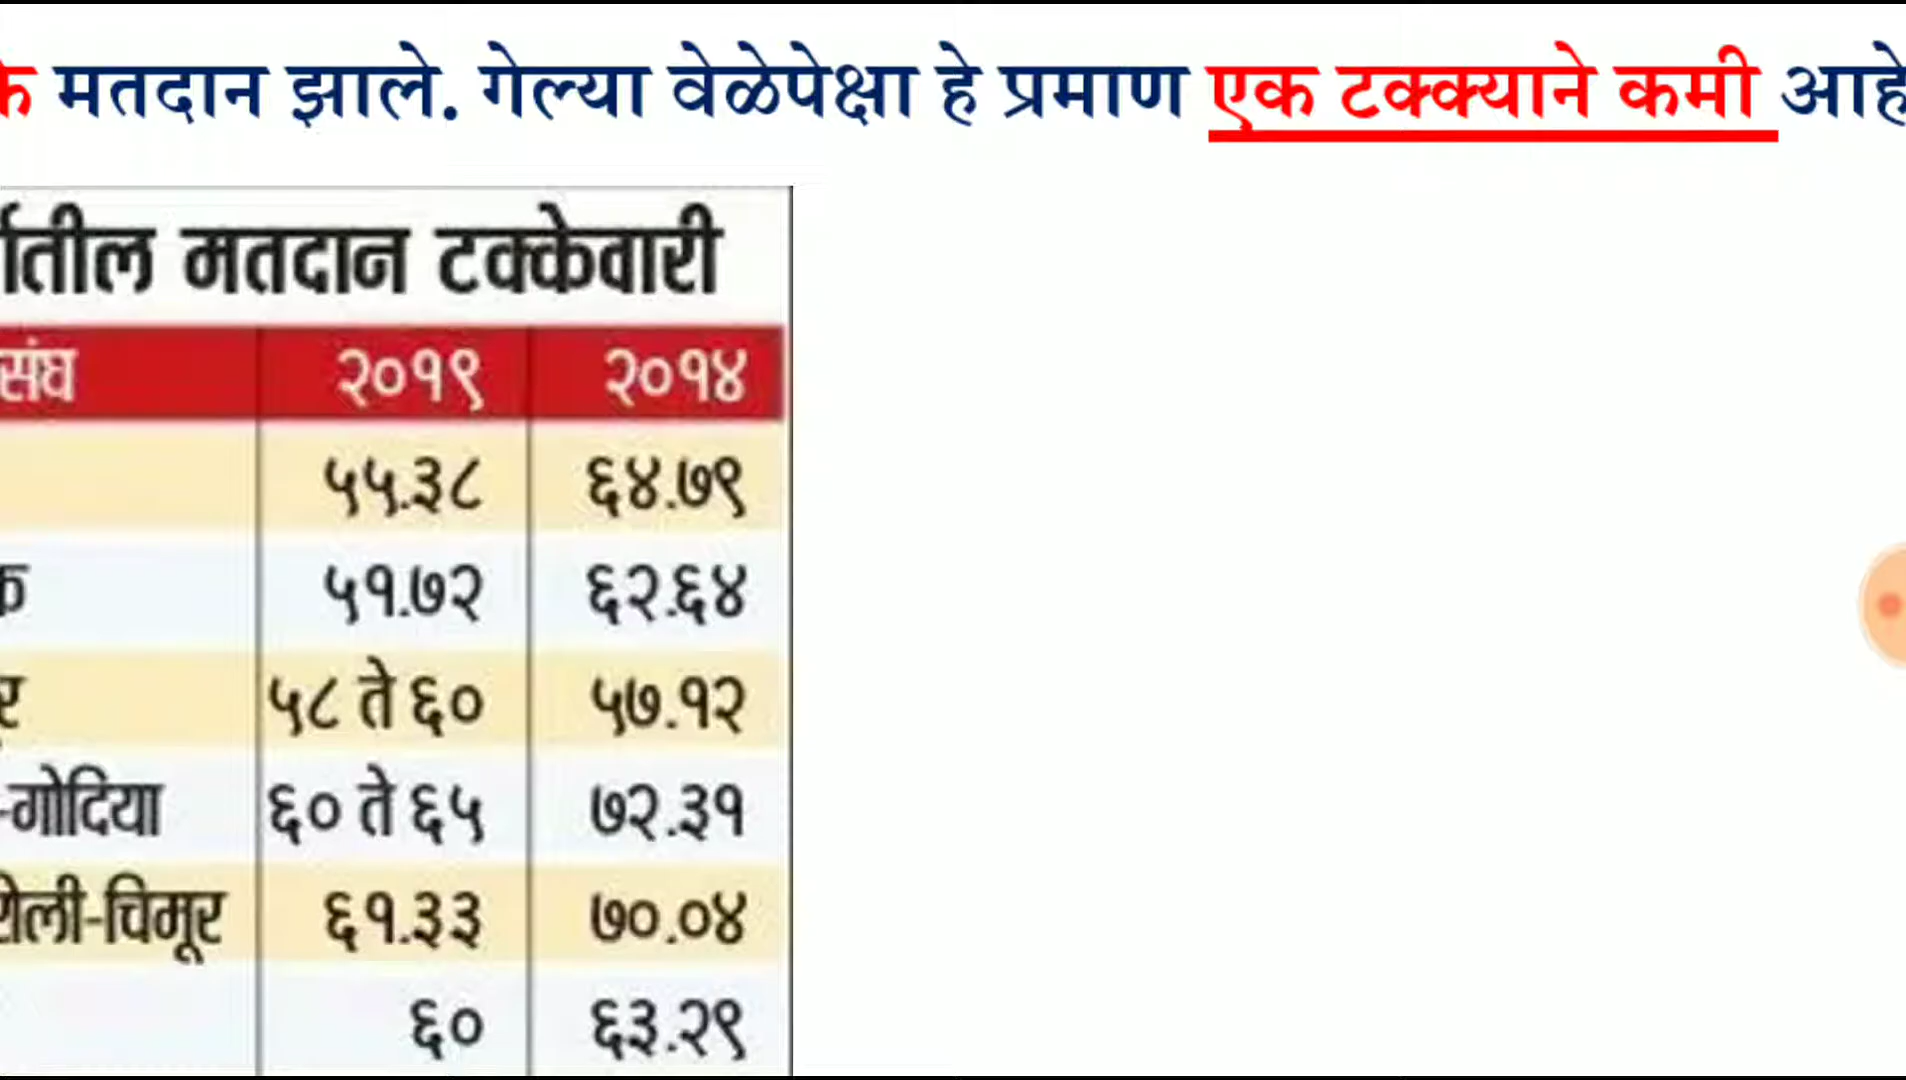 मतदान झाले. गेल्या वेळेपेक्षा हे प्रमाण एक टक्क्याने कमी आहे
मतदान टक्केवारी
२०१९ २०१४
५५.३८ ६४.७९
५१.७२ ६२.६४
५८ ते ६० ५७.१२
-गोंदिया ६० ते ६५ ७२.३१
-चिमूर ६१.३३ ७०.०४
६० ६३.२९